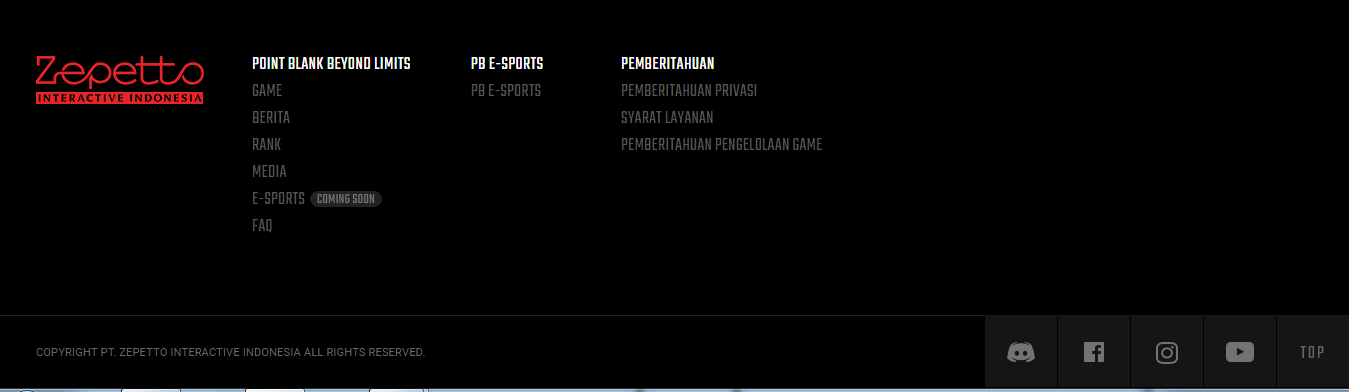 Zepetto
INTERACTIVE INDONESIA
POINT BLANK BEYOND LIMITS
GAME
BERITA
RANK
MEDIA
E-SPORTS COMING SOON
FAQ
PB E-SPORTS
PB E-SPORTS
PEMBERITAHUAN
PEMBERITAHUAN PRIVASI
SYARAT LAYANAN
PEMBERITAHUAN PENGELOLAAN GAME
COPYRIGHT PT. ZEPETTO INTERACTIVE INDONESIA ALL RIGHTS RESERVED.
TOP